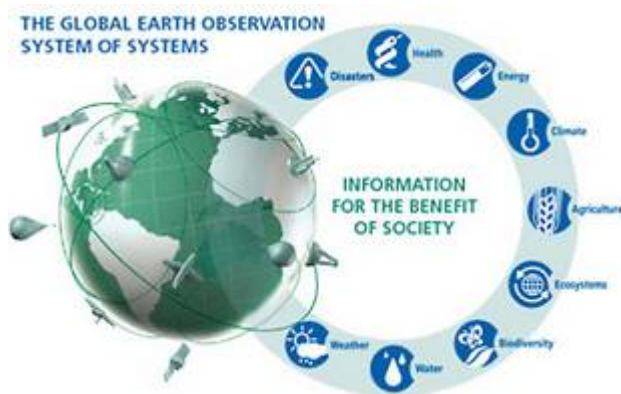 THE GLOBAL EARTH OBSERVATION
SYSTEM OF SYSTEMS
Disasters
Health
Energy
Climate
Agriculture
Ecosystems
Biodiversity
Water
Weather
INFORMATION
FOR THE BENEFIT
OF SOCIETY